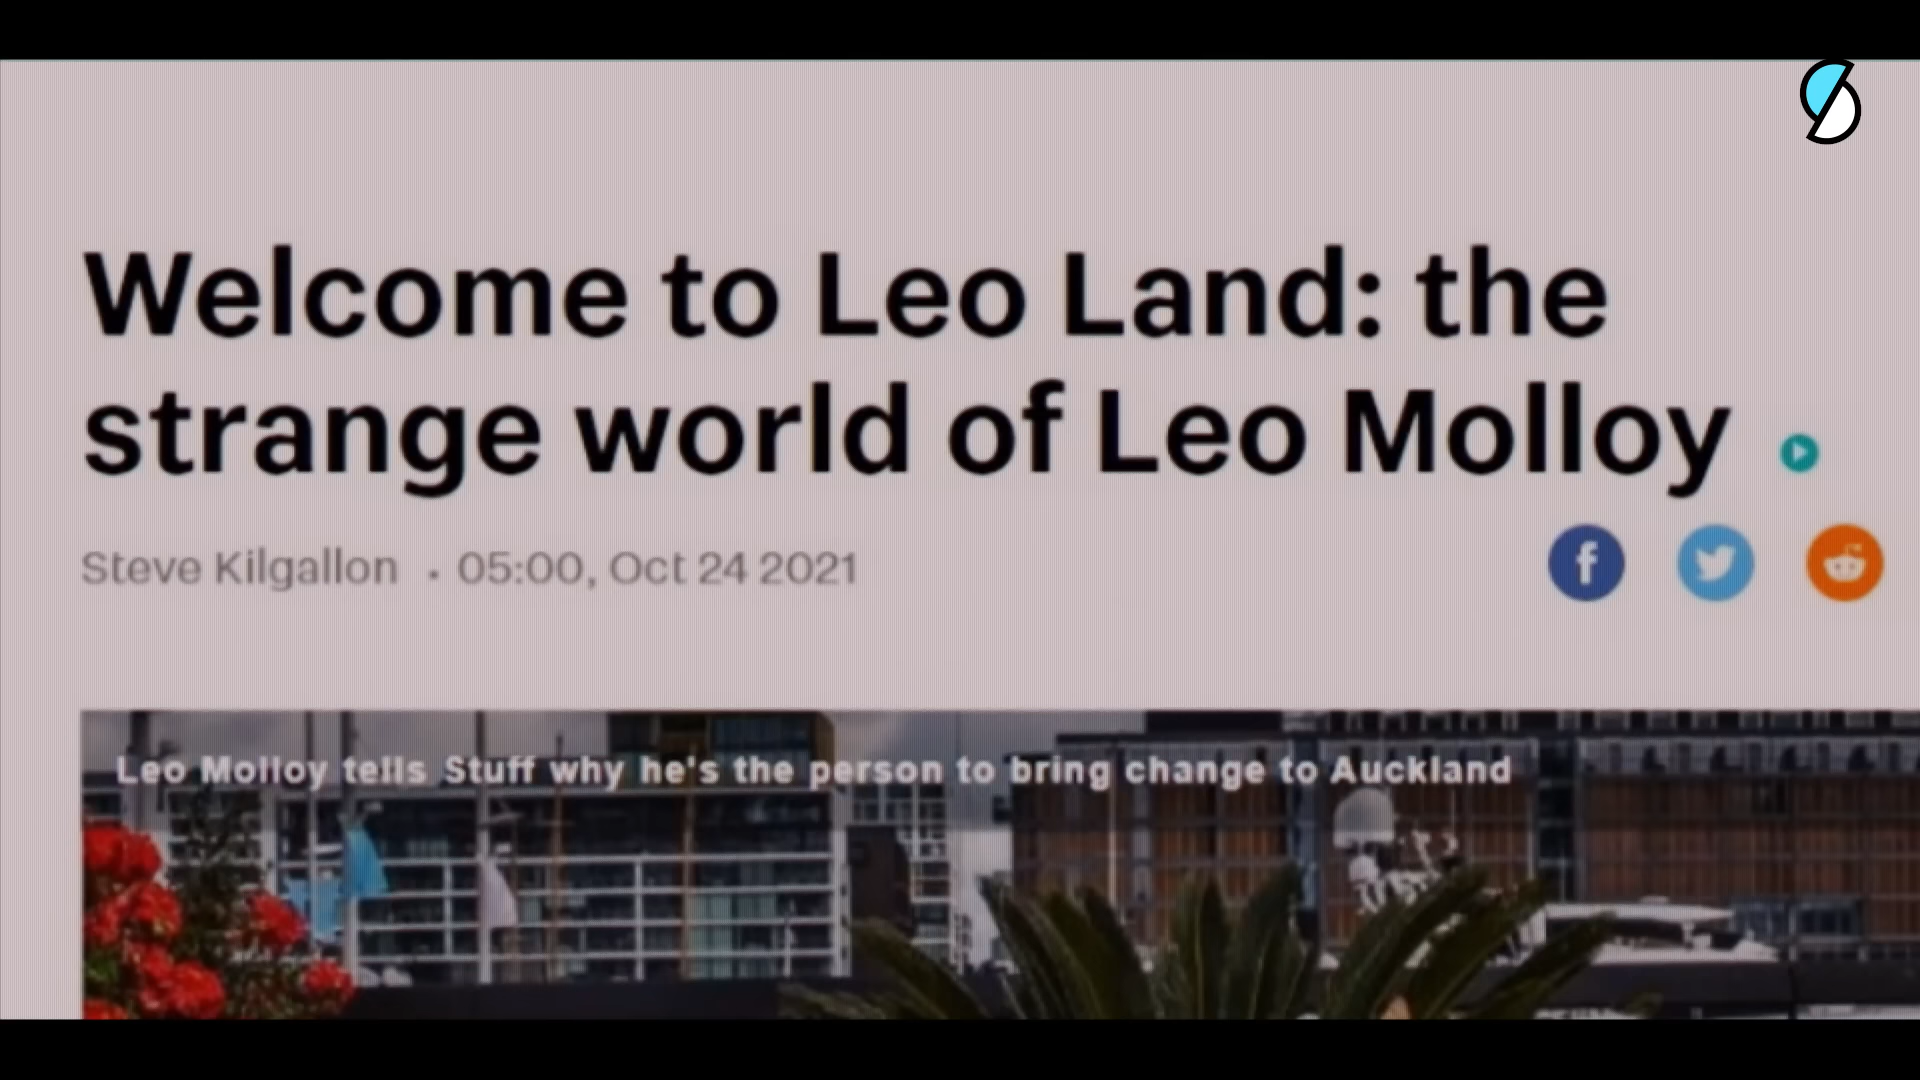 Welcome to Leo Land: the
strange world of Leo Molloy
Steve Kilgallon • 05:00, Oct 24 2021
Leo Molloy tells Stuff why he's the person to bring change to Auckland